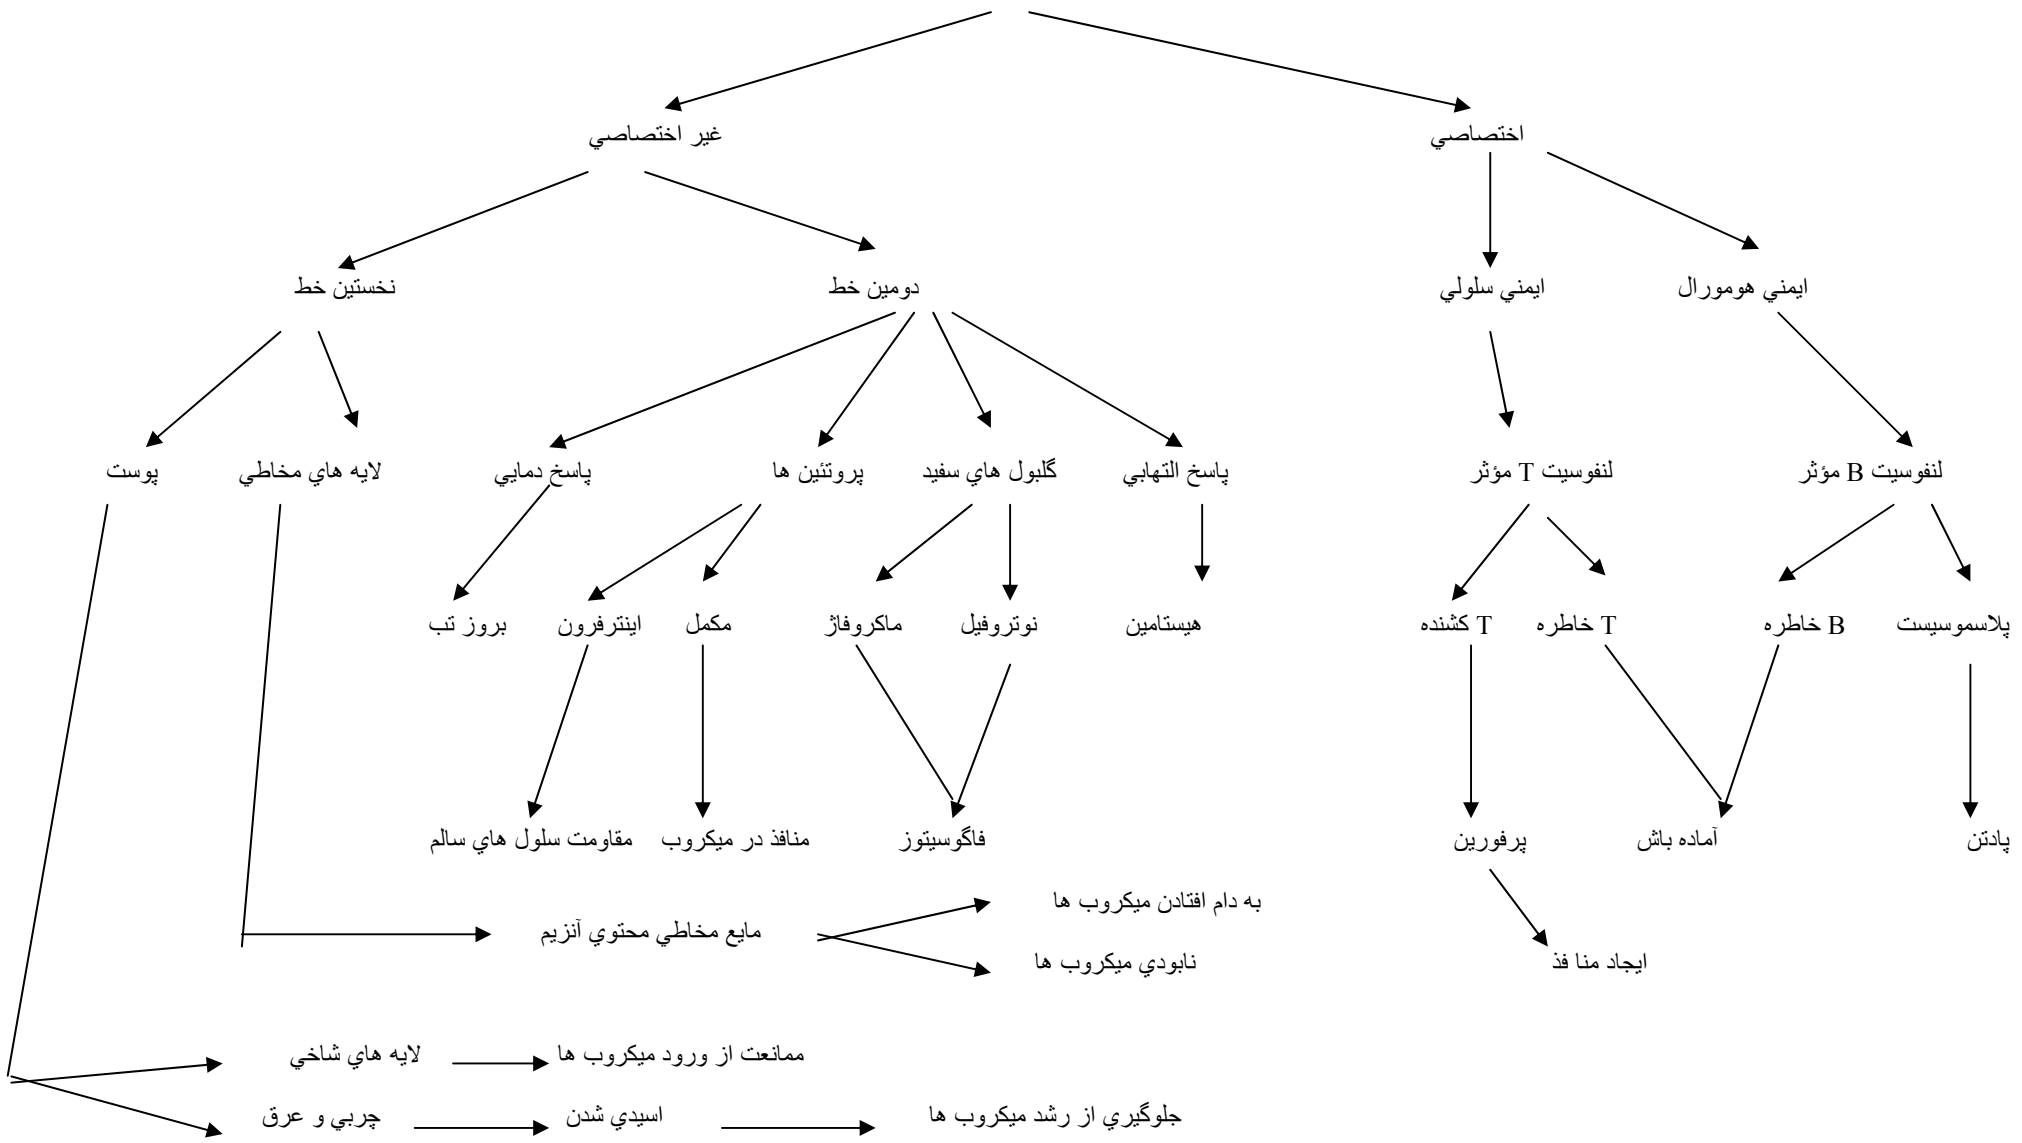 اختصاصي
غير اختصاصي
ايمني هومورال
ايمني سلولي
دومين خط
نخستين خط
لنفوسيت B مؤثر
لنفوسيت T مؤثر
پاسخ التهابي
گلبول هاي سفيد
پروتئين ها
پاسخ دمايي
لايه هاي مخاطي
پوست
پلاسموسيست
B خاطره
T خاطره
T كشنده
هيستامين
نوتروفيل
ماكروفاژ
مكمل
اينترفرون
بروز تب
پادتن
آماده باش
پرفورين
فاگوسيتوز
منافذ در ميكروب
مقاومت سلول هاي سالم
به دام افتادن ميكروب ها
مايع مخاطي محتوي آنزيم
نابودي ميكروب ها
ايجاد منا فذ
لايه هاي شاخي
ممانعت از ورود ميكروب ها
چربي و عرق
اسيدي شدن
جلوگيري از رشد ميكروب ها